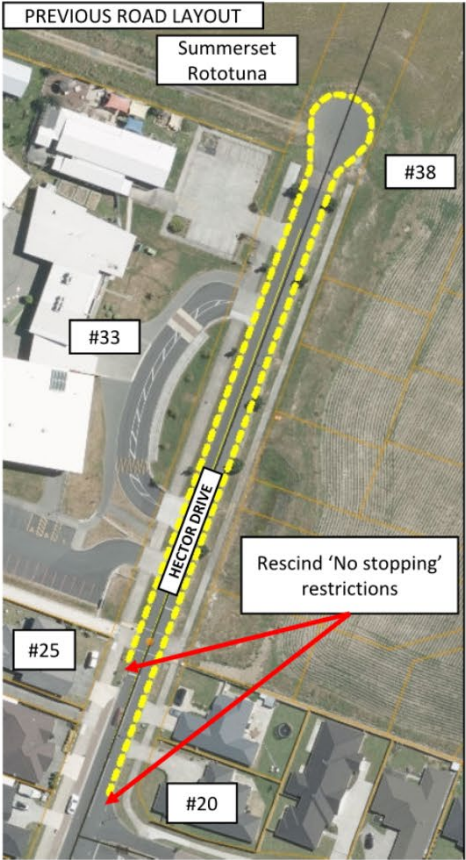 PREVIOUS ROAD LAYOUT
Summerset
Rototuna
#38
#33
HECTOR DRIVE
Rescind ‘No stopping’
restrictions
#25
#20